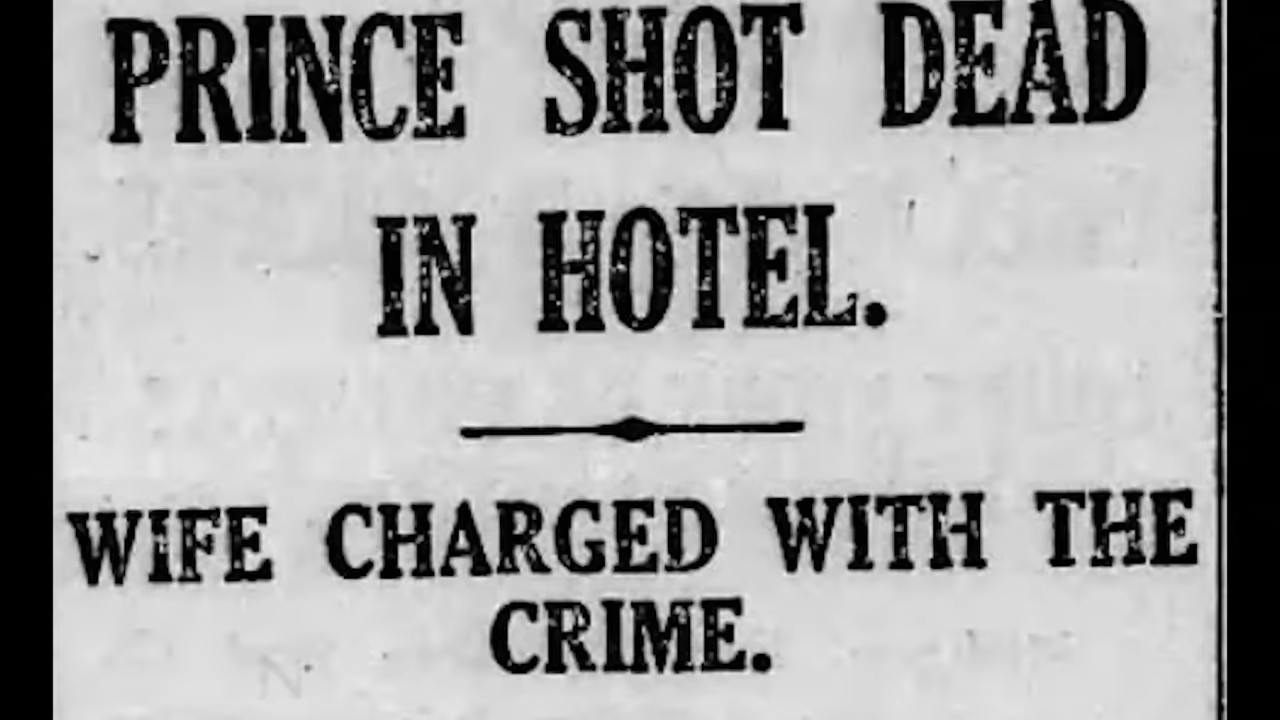 PRINCE SHOT DEAD
IN HOTEL.
WIFE CHARGED WITH THE
CRIME.